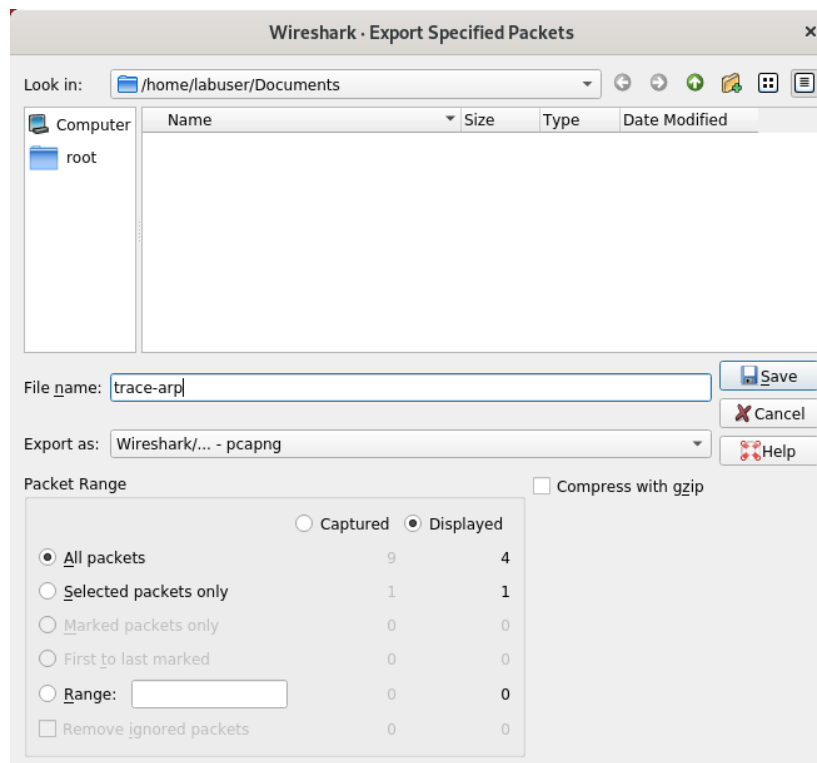 Wireshark · Export Specified Packets
Look in: /home/labuser/Documents
Computer
root
Name Size Type Date Modified
File name: trace-arp
Save
Cancel
Export as: Wireshark/... - pcapng
Help
Packet Range
Compress with gzip
Captured Displayed
All packets 9 4
Selected packets only 1 1
Marked packets only 0 0
First to last marked 0 0
Range: 0 0
Remove ignored packets 0 0